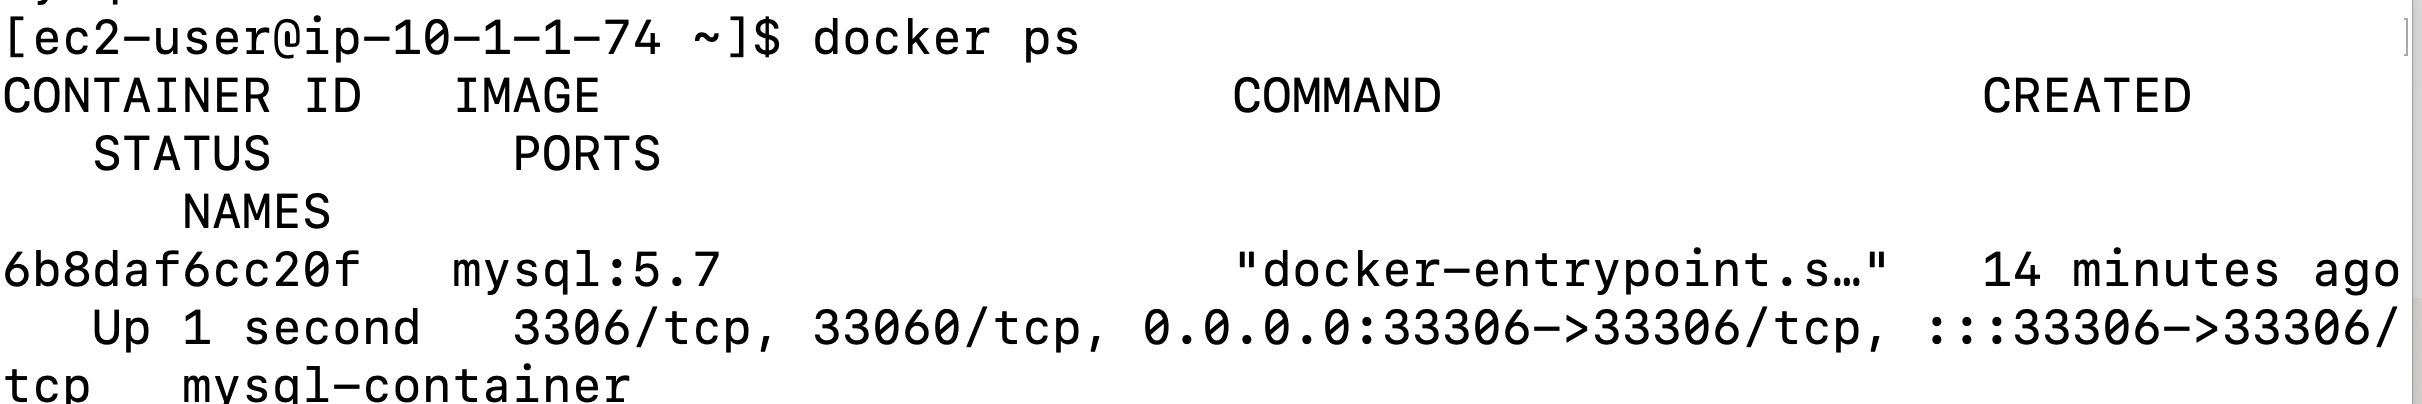 [ec2-user@ip-10-1-1-74 ~]$ docker ps ]
CONTAINER ID   IMAGE                     COMMAND                  CREATED
   STATUS        PORTS
      NAMES
6b8daf6cc20f   mysql:5.7                 "docker-entrypoint.s…"   14 minutes ago
   Up 1 second   3306/tcp, 33060/tcp, 0.0.0.0:33306->33306/tcp, :::33306->33306/
tcp   mysql-container